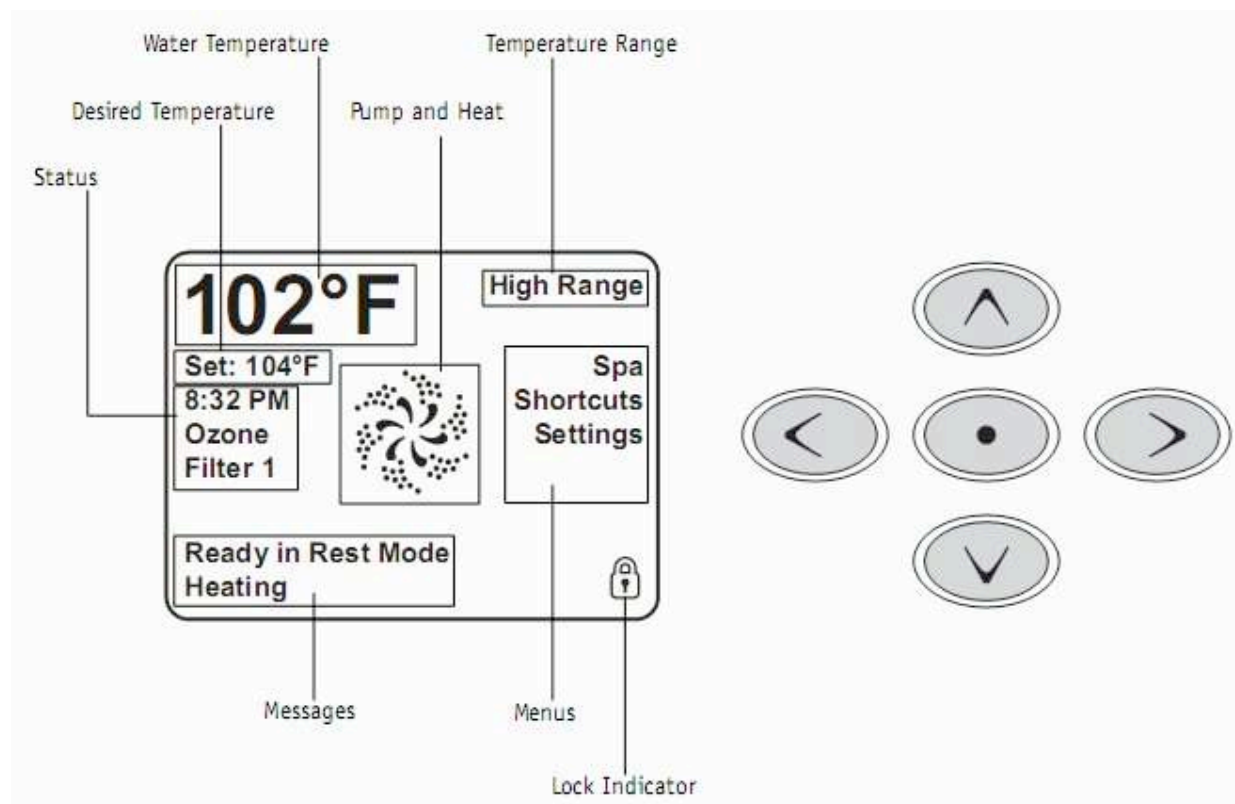 Water Temperature
Temperature Range
Desired Temperature
Pump and Heat
Status
102°F
High Range
Set: 104°F
8:32 PM
Ozone
Filter 1
Spa
Shortcuts
Settings
Ready in Rest Mode
Heating
Messages
Menus
Lock Indicator